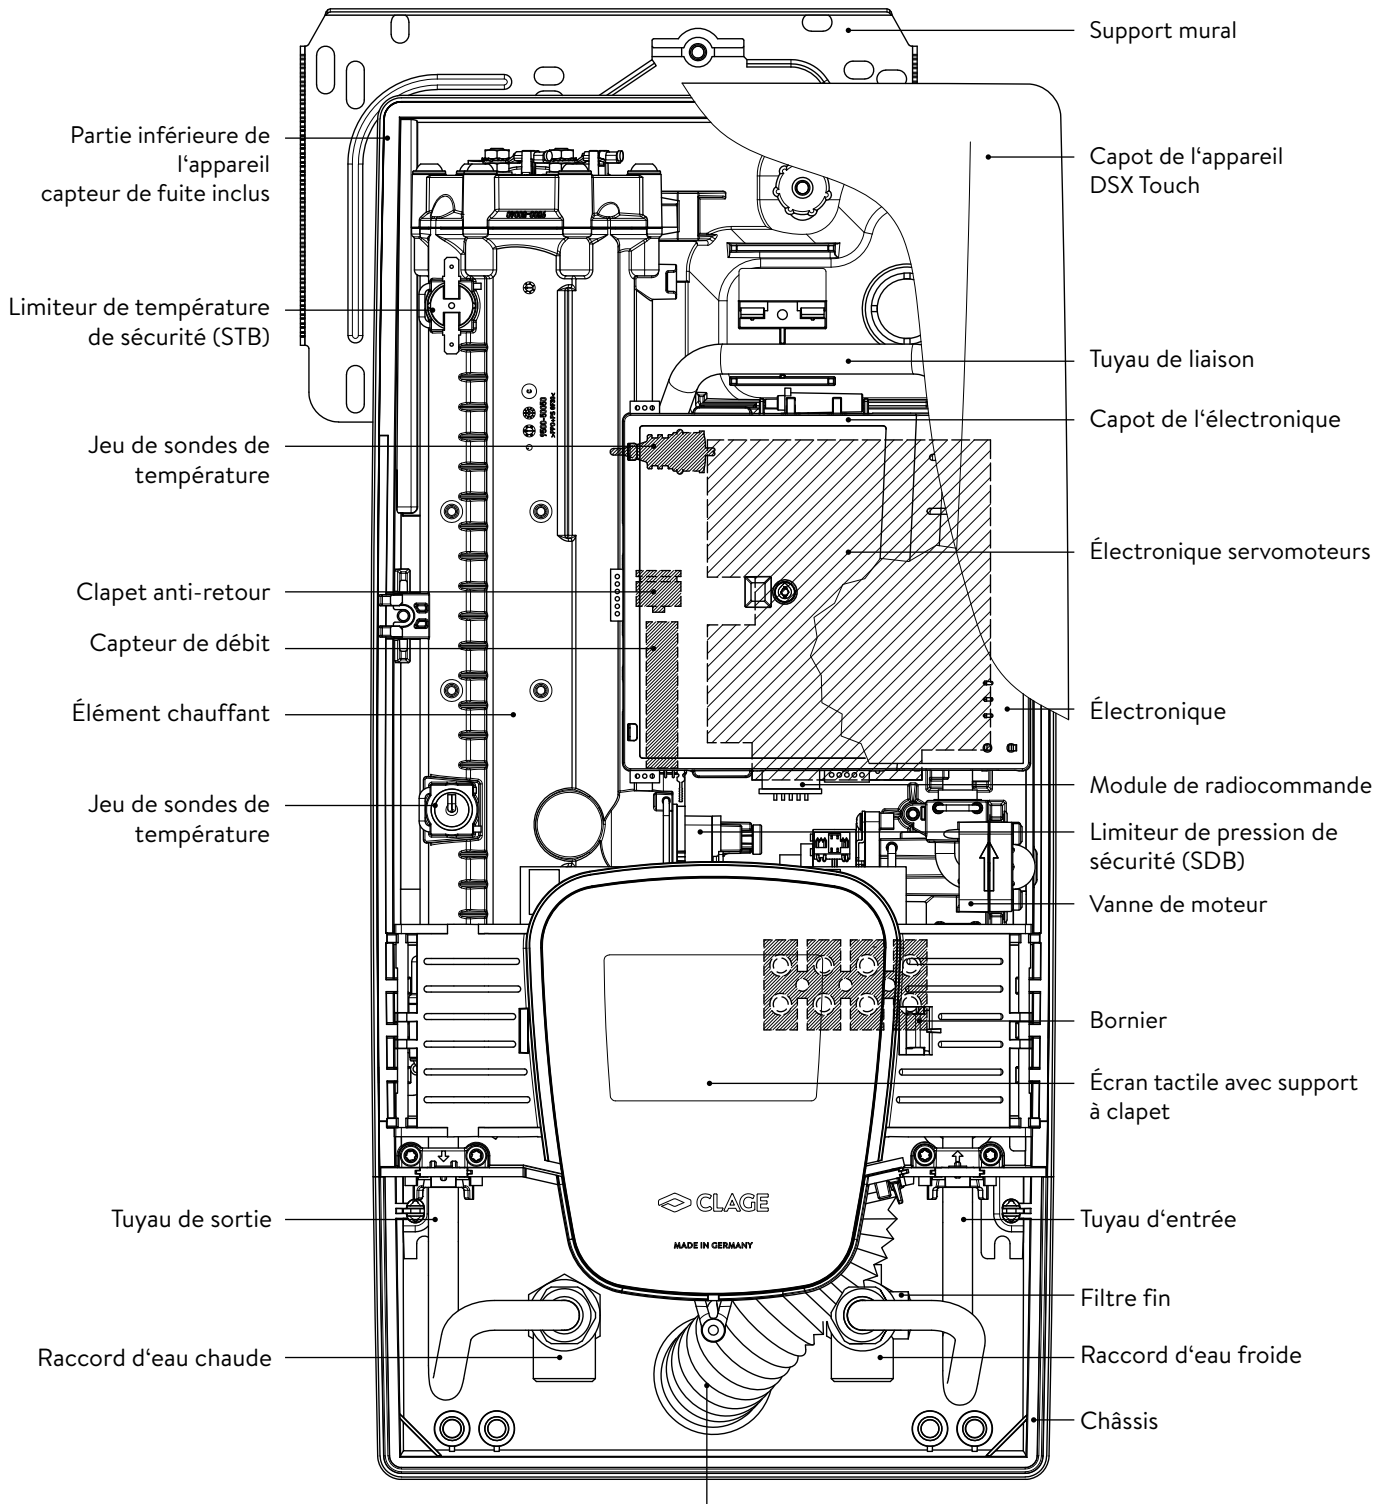 Support mural
Partie inférieure de
l‘appareil
capteur de fuite inclus
Capot de l‘appareil
DSX Touch
Limiteur de température
de sécurité (STB)
Tuyau de liaison
Capot de l‘électronique
Jeu de sondes de
température
Électronique servomoteurs
Clapet anti-retour
Capteur de débit
Élément chauffant
Électronique
Module de radiocommande
Jeu de sondes de
température
Limiteur de pression de
sécurité (SDB)
Vanne de moteur
Bornier
Écran tactile avec support
à clapet
CLAGE
MADE IN GERMANY
Tuyau de sortie
Tuyau d‘entrée
Filtre fin
Raccord d‘eau chaude
Raccord d‘eau froide
Châssis